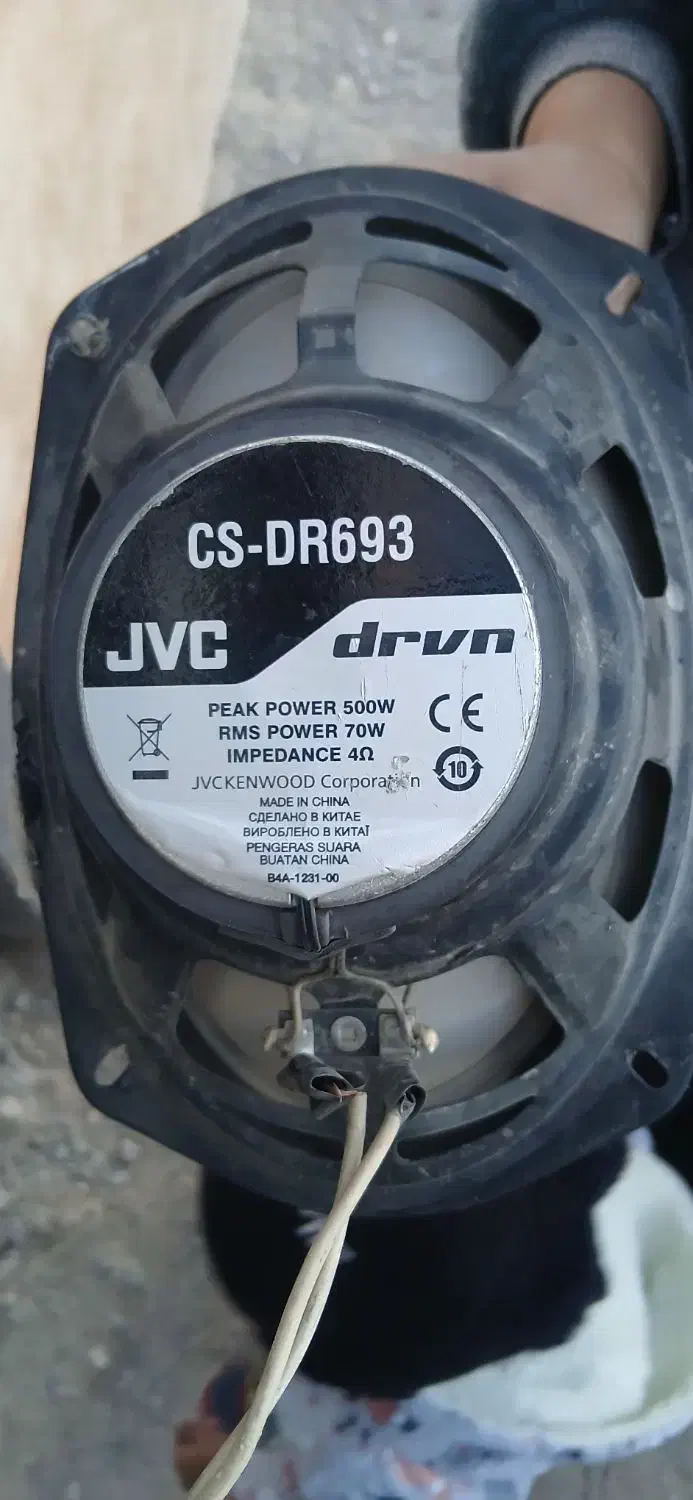 CS-DR693
JVC drvn
PEAK POWER 500W
RMS POWER 70W
IMPEDANCE 4Ω
CE
10
JVCKENWOOD Corporation
MADE IN CHINA
СДЕЛАНО В КИТАЕ
ВИРОБЛЕНО В КИТАЇ
PENGERAS SUARA
BUATAN CHINA
B4A-1231-00